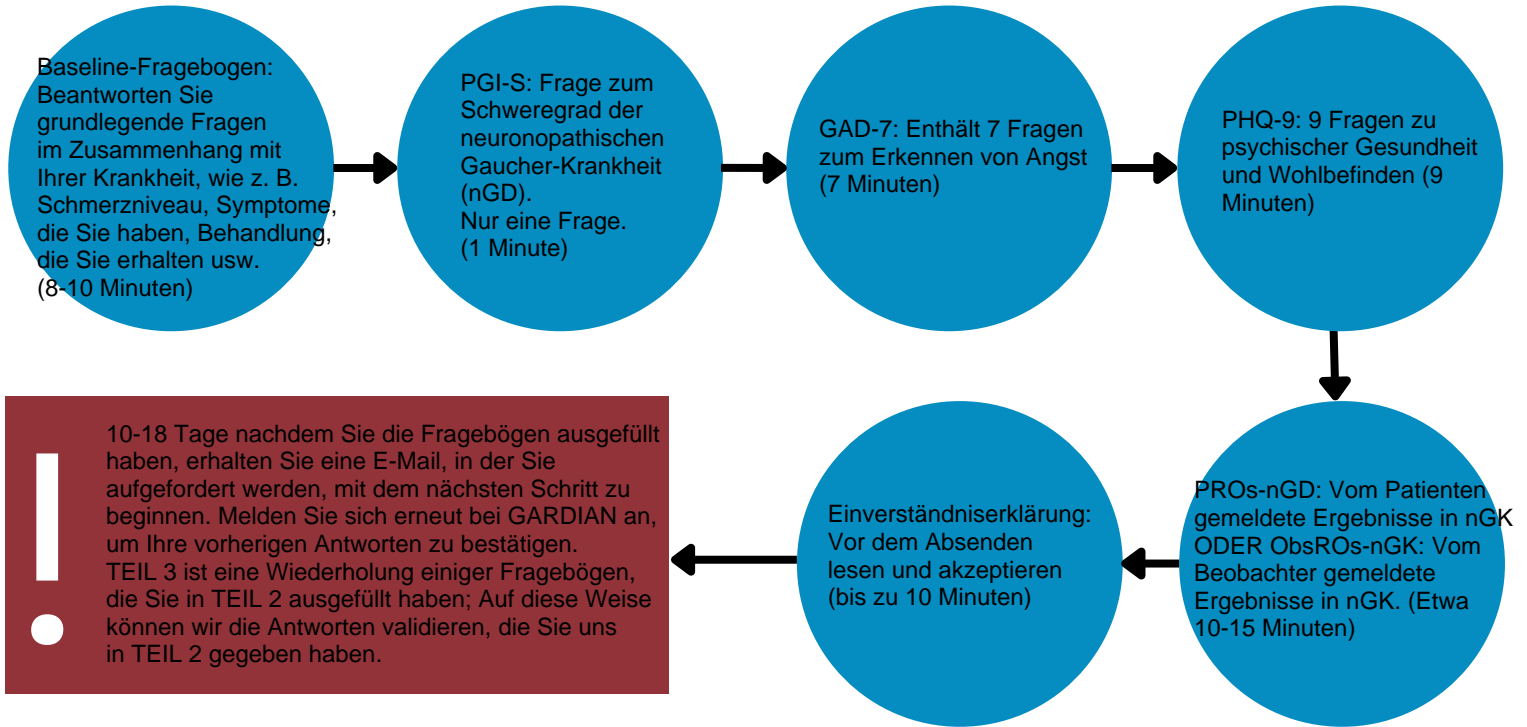 Baseline-Fragebogen:
Beantworten Sie
grundlegende Fragen
im Zusammenhang mit
Ihrer Krankheit, wie z. B.
Schmerzniveau, Symptome,
die Sie haben, Behandlung,
die Sie erhalten usw.
(8-10 Minuten)
PGI-S: Frage zum
Schweregrad der
neuronopathischen
Gaucher-Krankheit
(nGD).
Nur eine Frage.
(1 Minute)
GAD-7: Enthält 7 Fragen
zum Erkennen von Angst
(7 Minuten)
PHQ-9: 9 Fragen zu
psychischer Gesundheit
und Wohlbefinden (9
Minuten)
PROs-nGD: Vom Patienten
gemeldete Ergebnisse in nGK
ODER ObsROs-nGK: Vom
Beobachter gemeldete
Ergebnisse in nGK. (Etwa
10-15 Minuten)
Einverständniserklärung:
Vor dem Absenden
lesen und akzeptieren
(bis zu 10 Minuten)
!
10-18 Tage nachdem Sie die Fragebögen ausgefüllt
haben, erhalten Sie eine E-Mail, in der Sie
aufgefordert werden, mit dem nächsten Schritt zu
beginnen. Melden Sie sich erneut bei GARDIAN an,
um Ihre vorherigen Antworten zu bestätigen.
TEIL 3 ist eine Wiederholung einiger Fragebögen,
die Sie in TEIL 2 ausgefüllt haben; Auf diese Weise
können wir die Antworten validieren, die Sie uns
in TEIL 2 gegeben haben.